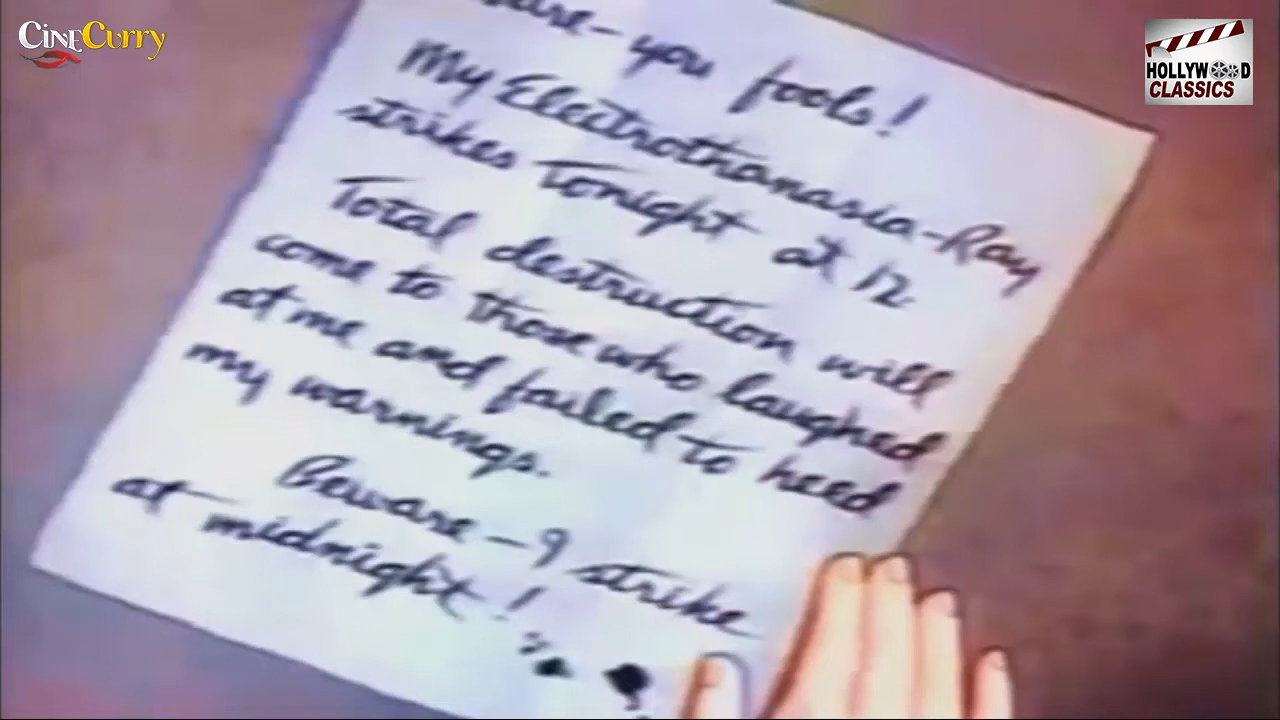 CINECURRY
HOLLYWOOD
CLASSICS
you fools!
My Electrothanasia-Ray
strikes Tonight at 12
Total destruction will
come to those who laughed
at me and failed to heed
my warnings.
Beware - I strike
at midnight!